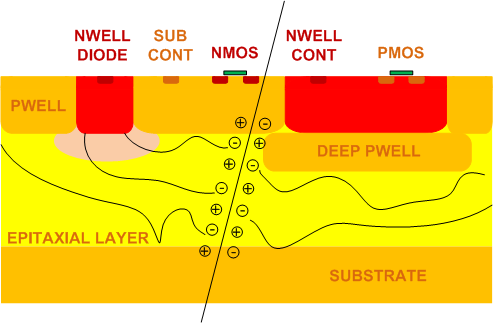 NWELL
DIODE
SUB
CONT
NMOS
NWELL
CONT
PMOS
PWELL
DEEP PWELL
EPITAXIAL LAYER
SUBSTRATE